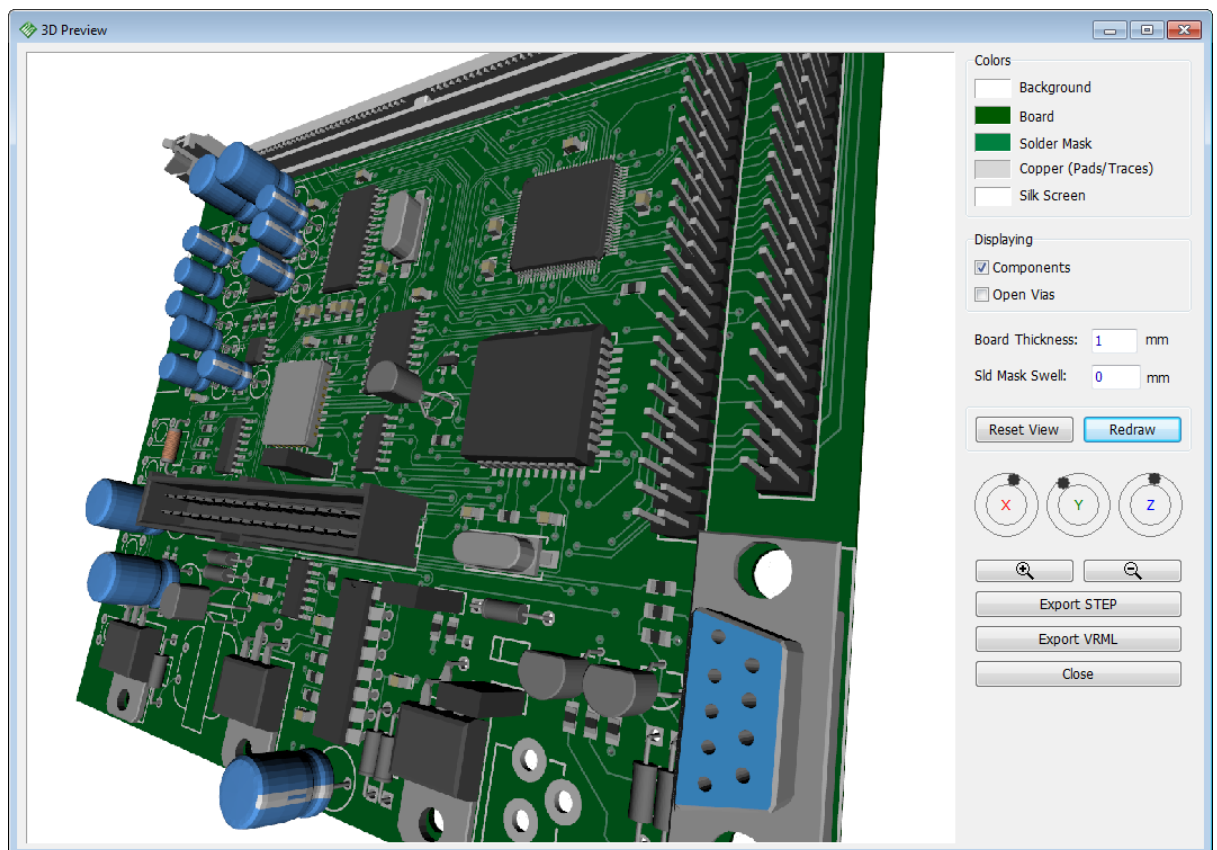 3D Preview
Colors
Background
Board
Solder Mask
Copper (Pads/Traces)
Silk Screen
Displaying
Components
Open Vias
Board Thickness: 1 mm
Sld Mask Swell: 0 mm
Reset View Redraw
X Y Z
Export STEP
Export VRML
Close